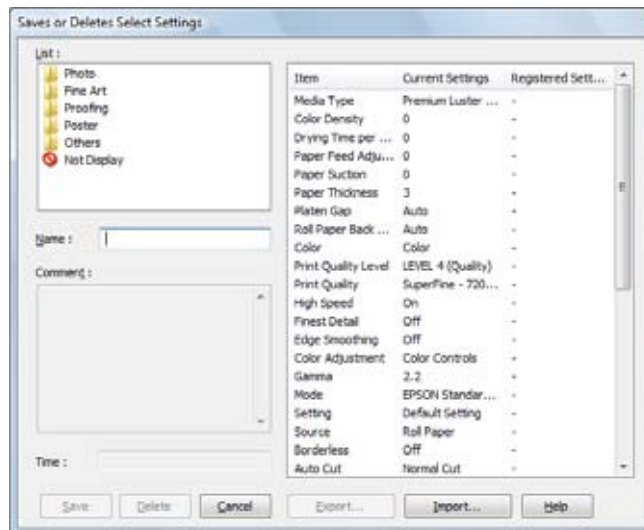 Saves or Deletes Select Settings
List :
Photo
Fine Art
Proofing
Poster
Others
Not Display
Name :
Comment :
Time :
Item Current Settings Registered Sett...
Media Type Premium Luster ... -
Color Density 0 -
Drying Time per ... 0 -
Paper Feed Adju... 0 -
Paper Suction 0 -
Paper Thickness 3 -
Platen Gap Auto -
Roll Paper Back ... Auto -
Color Color -
Print Quality Level LEVEL 4 (Quality) -
Print Quality SuperFine - 720... -
High Speed On -
Finest Detail Off -
Edge Smoothing Off -
Color Adjustment Color Controls -
Gamma 2.2 -
Mode EPSON Standar... -
Setting Default Setting -
Source Roll Paper -
Borderless Off -
Auto Cut Normal Cut -
Save Delete Cancel Export... Import... Help